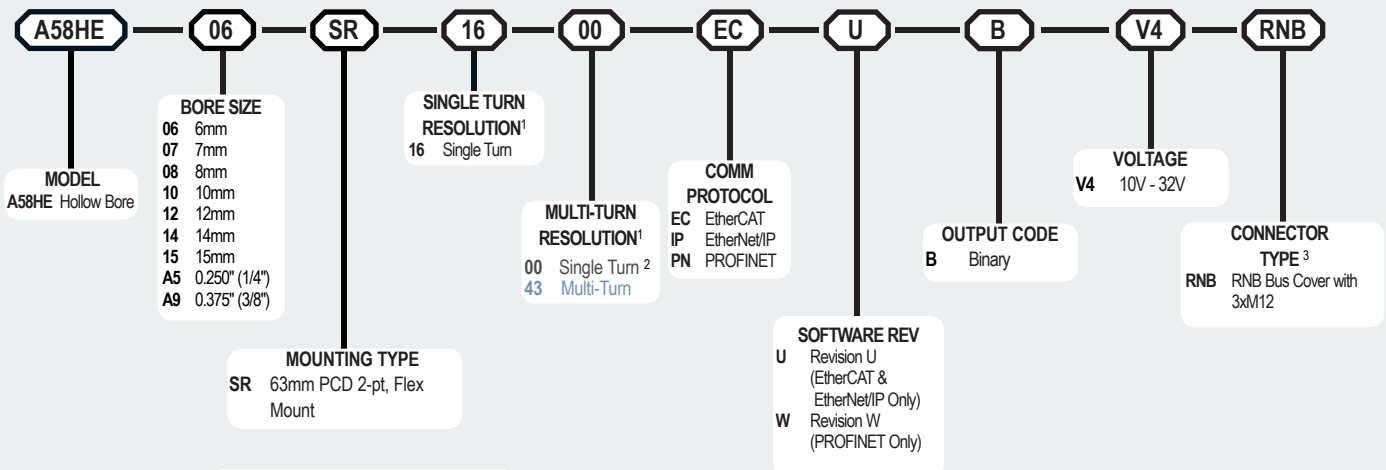 A58HE 06 SR 16 00 EC U B V4 RNB
MODEL
A58HE Hollow Bore
BORE SIZE
06 6mm
07 7mm
08 8mm
10 10mm
12 12mm
14 14mm
15 15mm
A5 0.250" (1/4")
A9 0.375" (3/8")
MOUNTING TYPE
SR 63mm PCD 2-pt, Flex
Mount
SINGLE TURN
RESOLUTION¹
16 Single Turn
MULTI-TURN
RESOLUTION¹
00 Single Turn ²
43 Multi-Turn
COMM
PROTOCOL
EC EtherCAT
IP EtherNet/IP
PN PROFINET
SOFTWARE REV
U Revision U
(EtherCAT &
EtherNet/IP Only)
W Revision W
(PROFINET Only)
OUTPUT CODE
B Binary
VOLTAGE
V4 10V - 32V
CONNECTOR
TYPE ³
RNB RNB Bus Cover with
3xM12